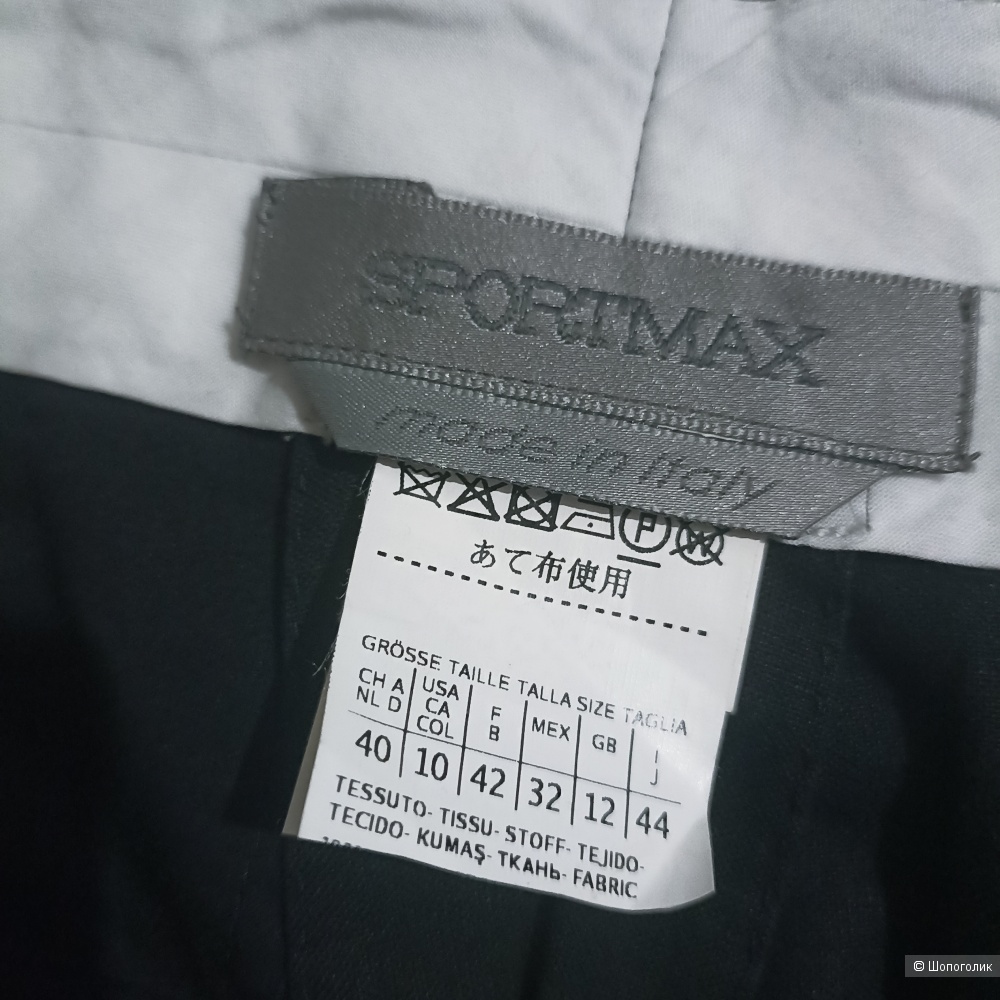 SPORTMAX
made in Italy
P W
あて布使用
GRÖSSE TAILLE TALLA SIZE TAGLIA
CH A NL D | USA CA COL | F B | MEX | GB | I J
40 | 10 | 42 | 32 | 12 | 44
TESSUTO- TISSU- STOFF- TEJIDO-
TECIDO- KUMAŞ- ТКАНЬ- FABRIC
© Шопоголик